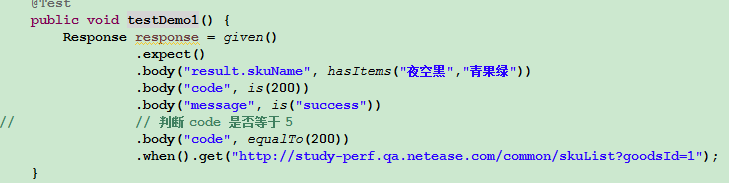 @Test
public void testDemo1() {
Response response = given()
.expect()
.body("result.skuName", hasItems("夜空黑","青果绿"))
.body("code", is(200))
.body("message", is("success"))
// // 判断 code 是否等于 5
.body("code", equalTo(200))
.when().get("http://study-perf.qa.netease.com/common/skuList?goodsId=1");
}